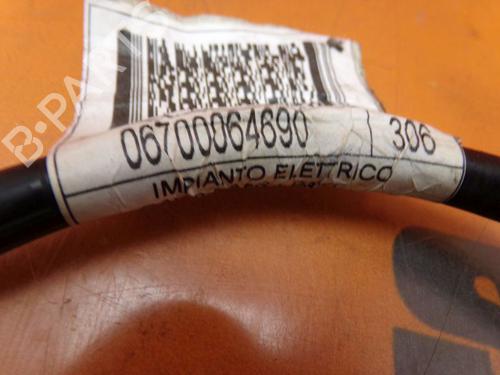 B-PARTS
06700064690 | 306
IMPIANTO ELETTRICO